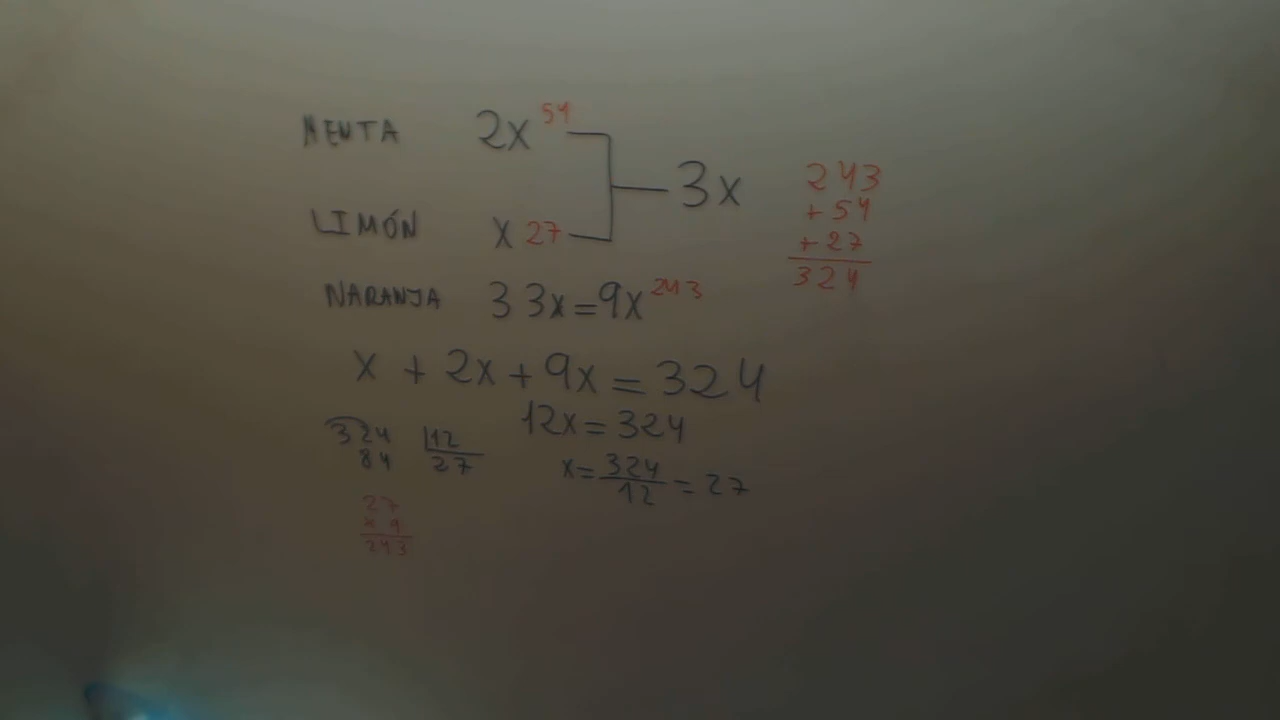 MENTA 2x 54
3x
LIMÓN x 27
243
+ 54
+ 27
324
NARANJA 3 3x = 9x 243
x + 2x + 9x = 324
12x = 324
324 12
84 27
x = 324/12 = 27
27
x 9
243